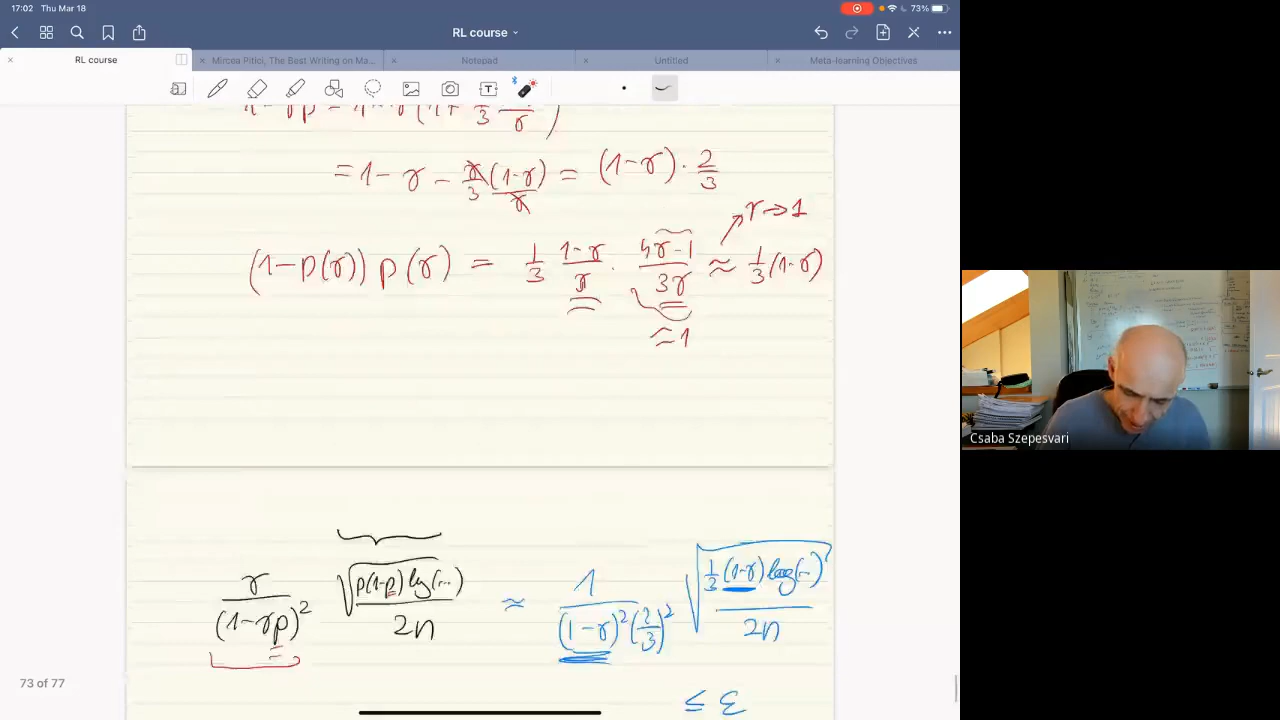 17:02 Thu Mar 18
73%
RL course
RL course
Mircea Pitici, The Best Writing on Ma...
Notepad
Untitled
Meta-learning Objectives
= 1 - γ - γ/3 (1-γ)/γ = (1-γ) · 2/3
γ → 1
(1-p(γ)) p(γ) = 1/3 (1-γ)/γ · (4γ-1)/3γ ≈ 1/3 (1-γ)
≈ 1
γ/(1-γp)² √(p(1-p) log(...)/2n) ≈ 1/((1-γ)² (2/3)²) √(1/3 (1-γ) log(...)/2n)
≤ ε
73 of 77
Csaba Szepesvari